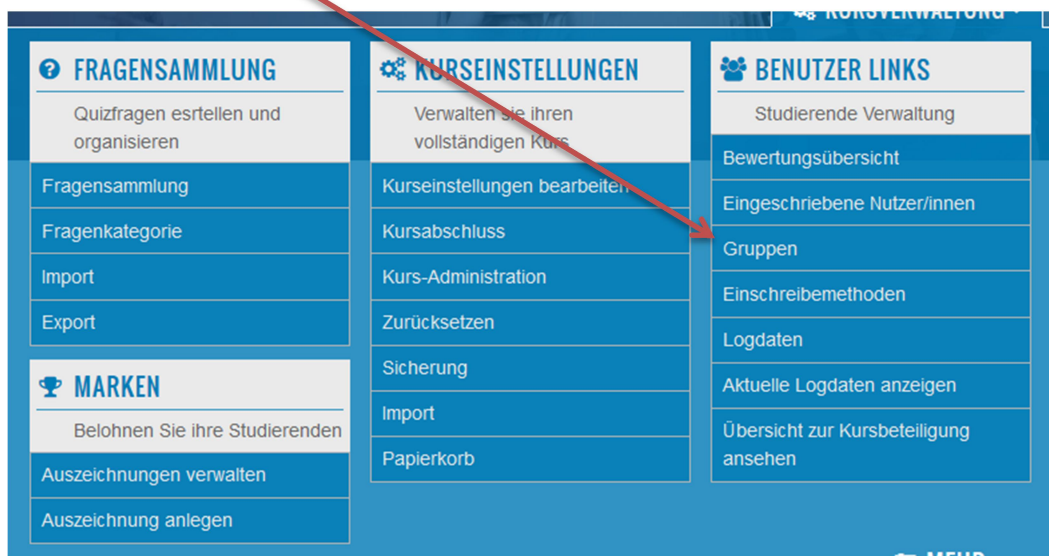 KURSVERWALTUNG
FRAGENSAMMLUNG
Quizfragen esrtellen und
organisieren
Fragensammlung
Fragenkategorie
Import
Export
MARKEN
Belohnen Sie ihre Studierenden
Auszeichnungen verwalten
Auszeichnung anlegen
KURSEINSTELLUNGEN
Verwalten sie ihren
vollständigen Kurs
Kurseinstellungen bearbeiten
Kursabschluss
Kurs-Administration
Zurücksetzen
Sicherung
Import
Papierkorb
BENUTZER LINKS
Studierende Verwaltung
Bewertungsübersicht
Eingeschriebene Nutzer/innen
Gruppen
Einschreibemethoden
Logdaten
Aktuelle Logdaten anzeigen
Übersicht zur Kursbeteiligung
ansehen
MEHR